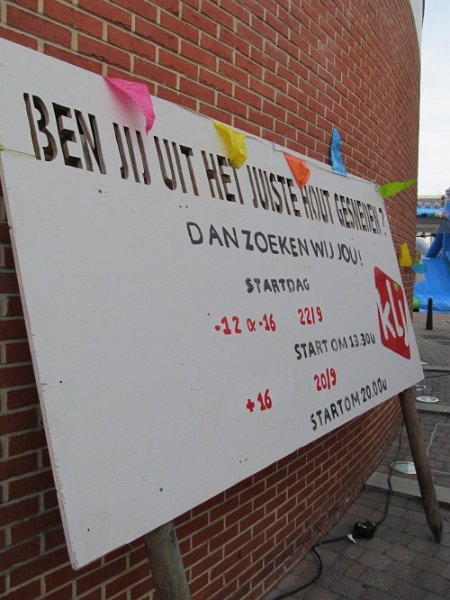 BEN JIJ UIT HET JUISTE HOUT GESNEDEN?
DAN ZOEKEN WIJ JOU!
STARTDAG
-12 & -16 22/9
START OM 13.30U
+16 20/9
START OM 20.00U
klj